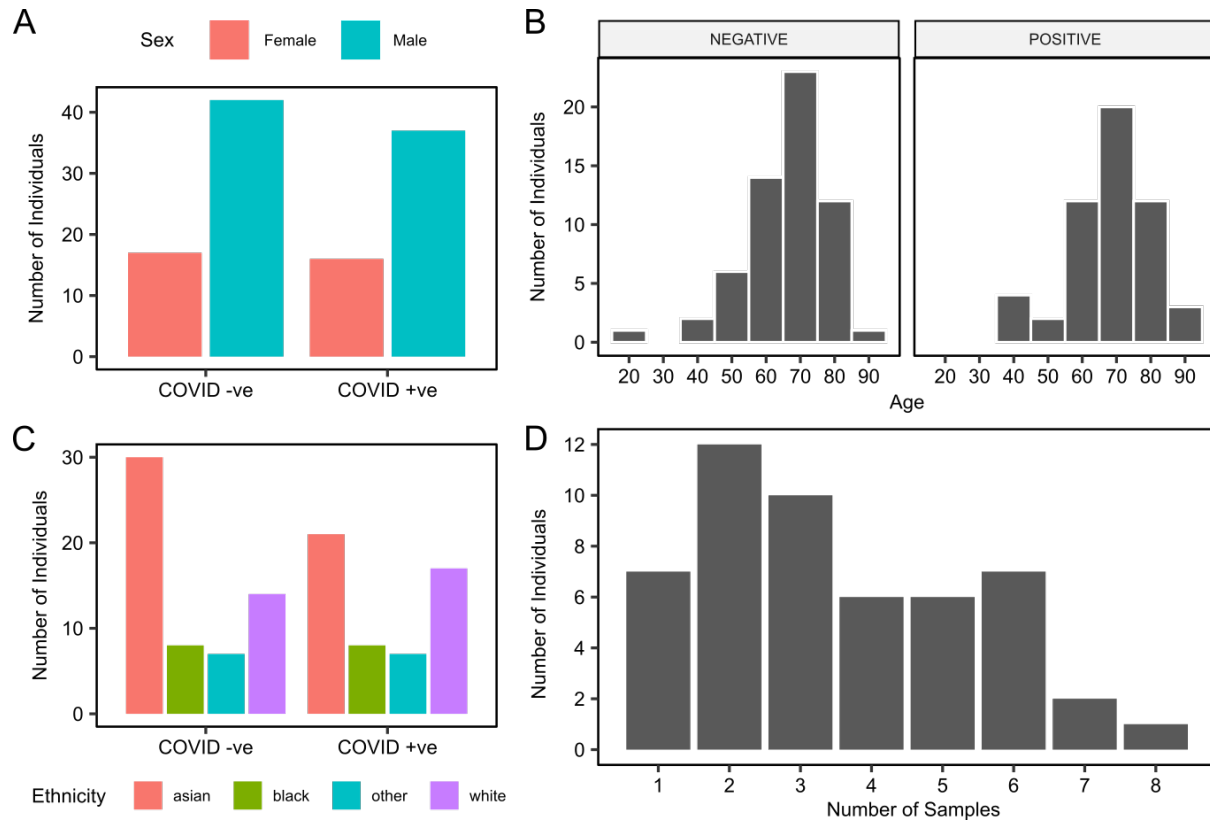 A
Sex Female Male
Number of Individuals
40
30
20
10
0
COVID -ve COVID +ve
B
NEGATIVE POSITIVE
Number of Individuals
20
15
10
5
0
20 30 40 50 60 70 80 90 20 30 40 50 60 70 80 90
Age
C
Number of Individuals
30
20
10
0
COVID -ve COVID +ve
Ethnicity asian black other white
D
Number of Individuals
12
10
8
6
4
2
0
1 2 3 4 5 6 7 8
Number of Samples